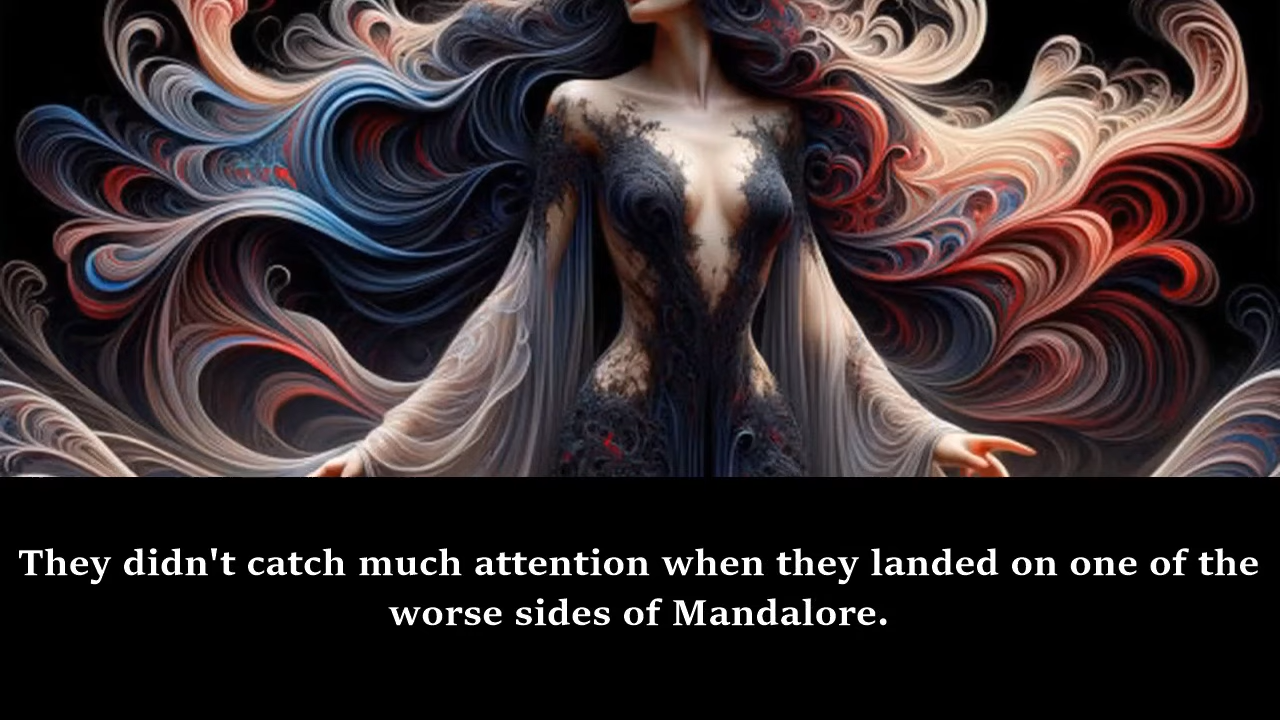 They didn't catch much attention when they landed on one of the
worse sides of Mandalore.